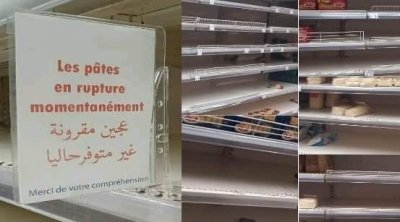 Les pâtes
en rupture
momentanément
عجين مقرونة
غير متوفر حاليا
Merci de votre compréhension